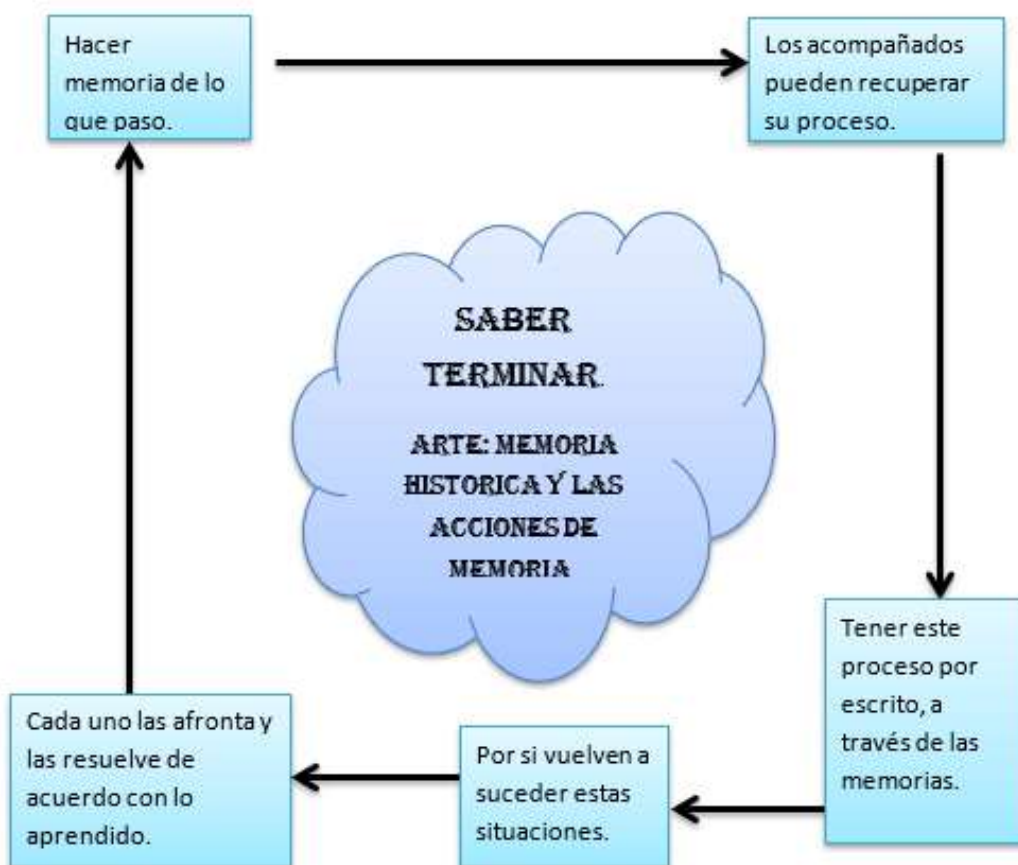 Hacer
memoria de lo
que paso.
Los acompañados
pueden recuperar
su proceso.
SABER
TERMINAR.
ARTE: MEMORIA
HISTORICA Y LAS
ACCIONES DE
MEMORIA
Tener este
proceso por
escrito, a
través de las
memorias.
Por si vuelven a
suceder estas
situaciones.
Cada uno las afronta y
las resuelve de
acuerdo con lo
aprendido.